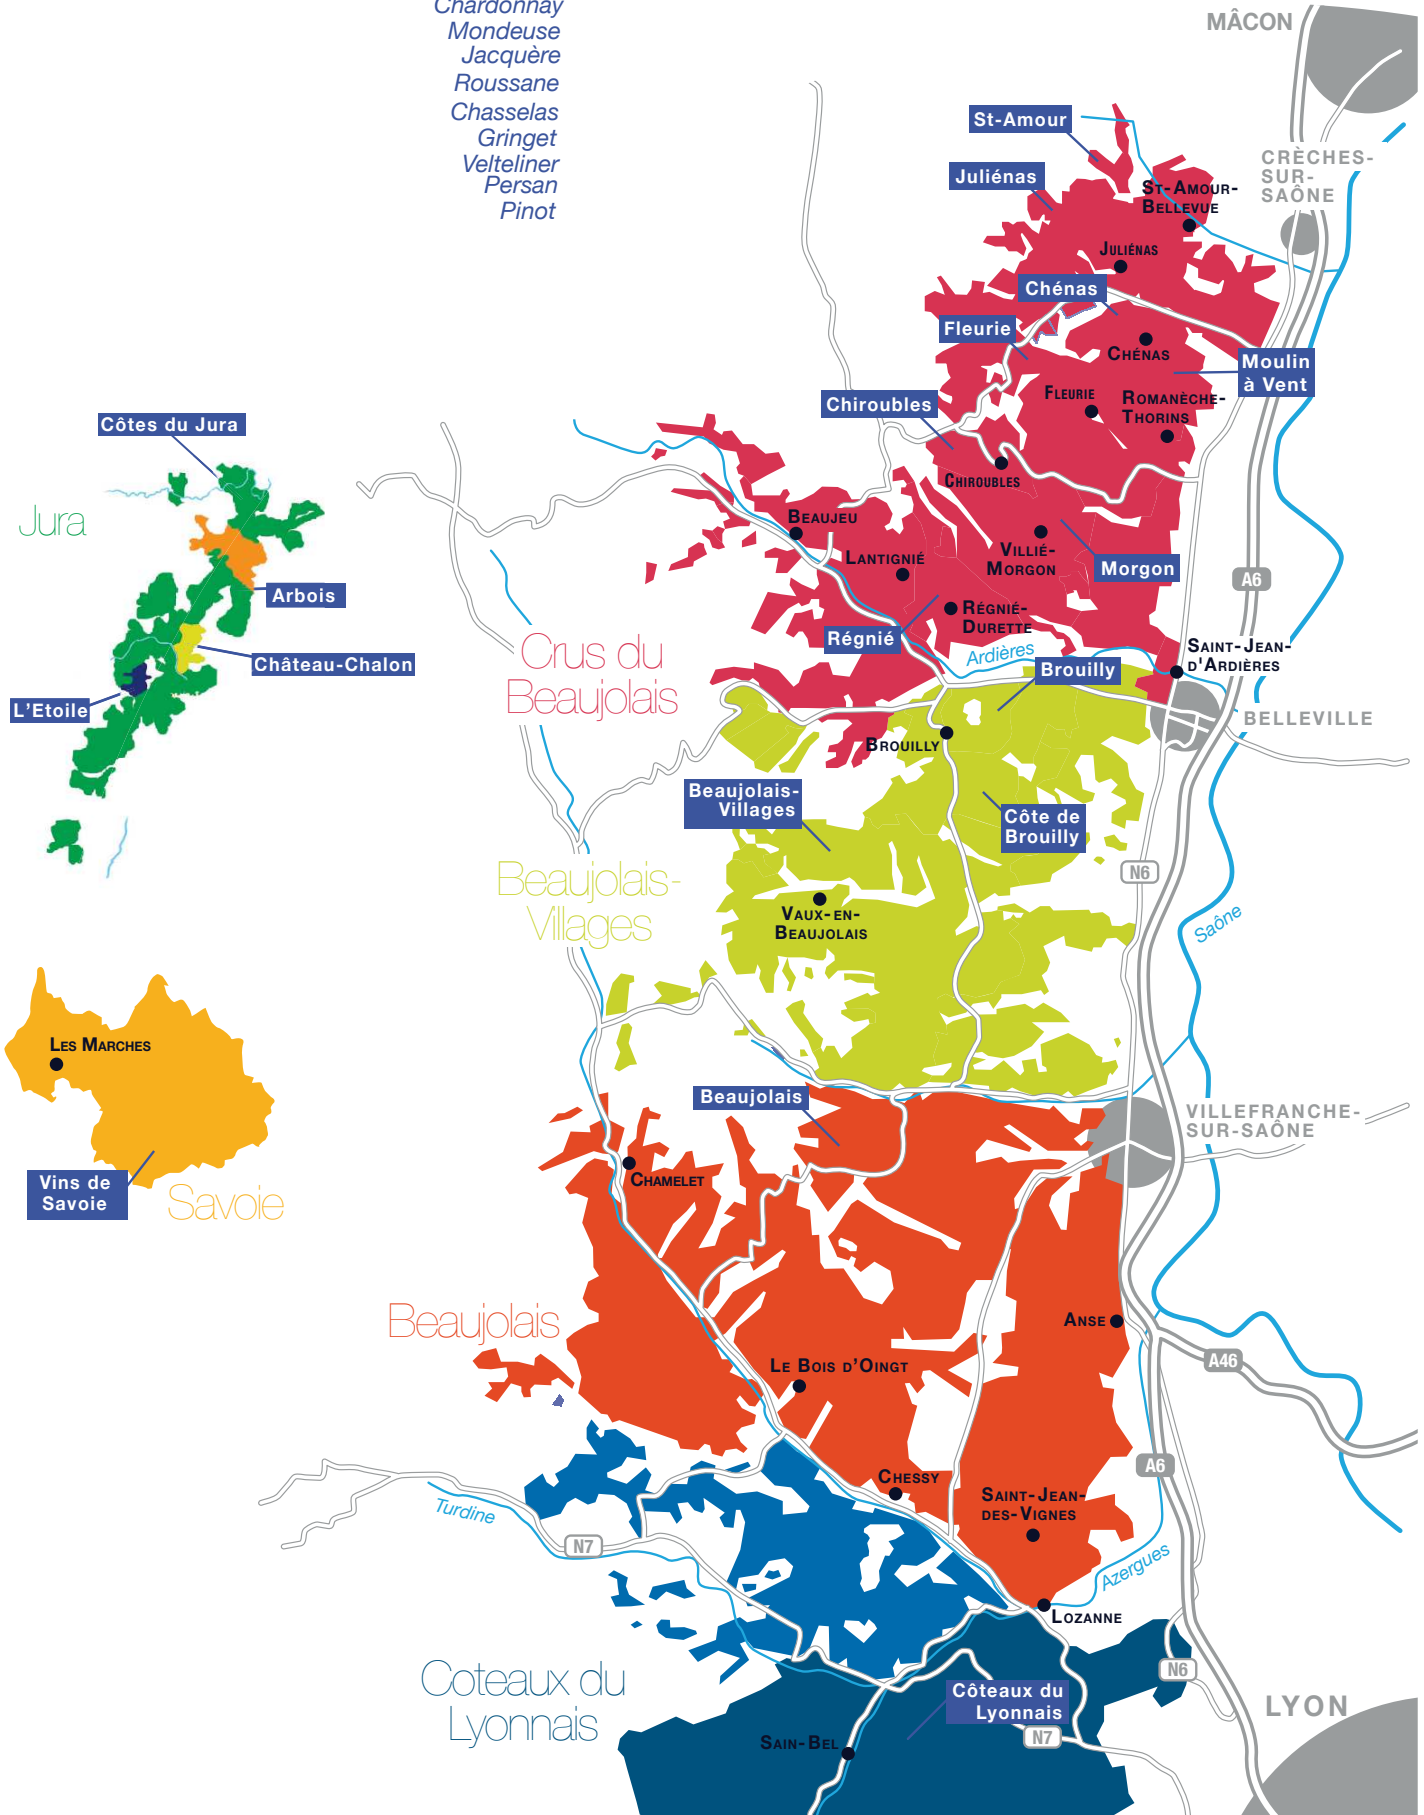 Chardonnay
Mondeuse
Jacquère
Roussane
Chasselas
Gringet
Velteliner
Persan
Pinot
MÂCON
CRÈCHES-
SUR-
SAÔNE
St-Amour
Juliénas
ST-AMOUR-
BELLEVUE
JULIÉNAS
Chénas
Fleurie
CHÉNAS
Moulin
à Vent
Chiroubles
FLEURIE
ROMANÈCHE-
THORINS
CHIROUBLES
Côtes du Jura
Jura
Arbois
Château-Chalon
L'Etoile
BEAUJEU
LANTIGNIÉ
VILLIÉ-
MORGON
Morgon
A6
RÉGNIÉ-
DURETTE
Régnié
Ardières
Brouilly
SAINT-JEAN-
D'ARDIÈRES
Crus du
Beaujolais
BELLEVILLE
BROUILLY
Beaujolais-
Villages
Côte de
Brouilly
N6
Beaujolais-
Villages
VAUX-EN-
BEAUJOLAIS
Saône
LES MARCHES
Vins de
Savoie
Savoie
Beaujolais
VILLEFRANCHE-
SUR-SAÔNE
CHAMELET
Beaujolais
ANSE
A46
LE BOIS D'OINGT
A6
CHESSY
SAINT-JEAN-
DES-VIGNES
Turdine
N7
Azergues
LOZANNE
Coteaux du
Lyonnais
N6
Côteaux du
Lyonnais
LYON
N7
SAIN-BEL